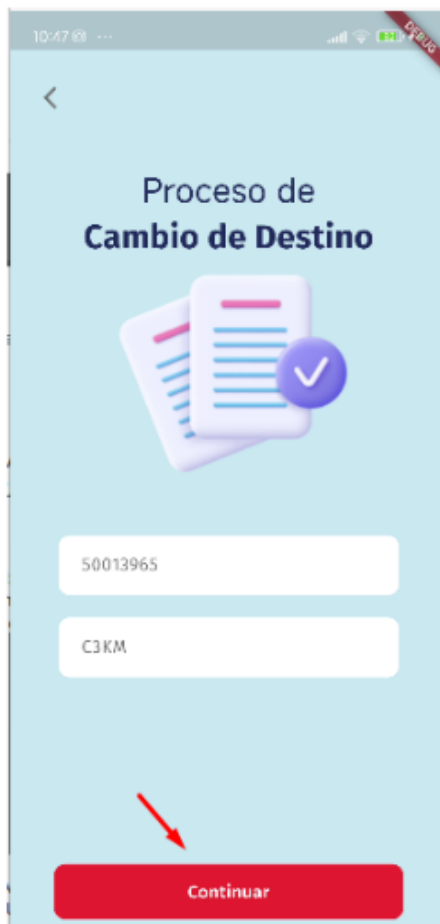 10:47
DEBUG
Proceso de
Cambio de Destino
50013965
C3KM
Continuar